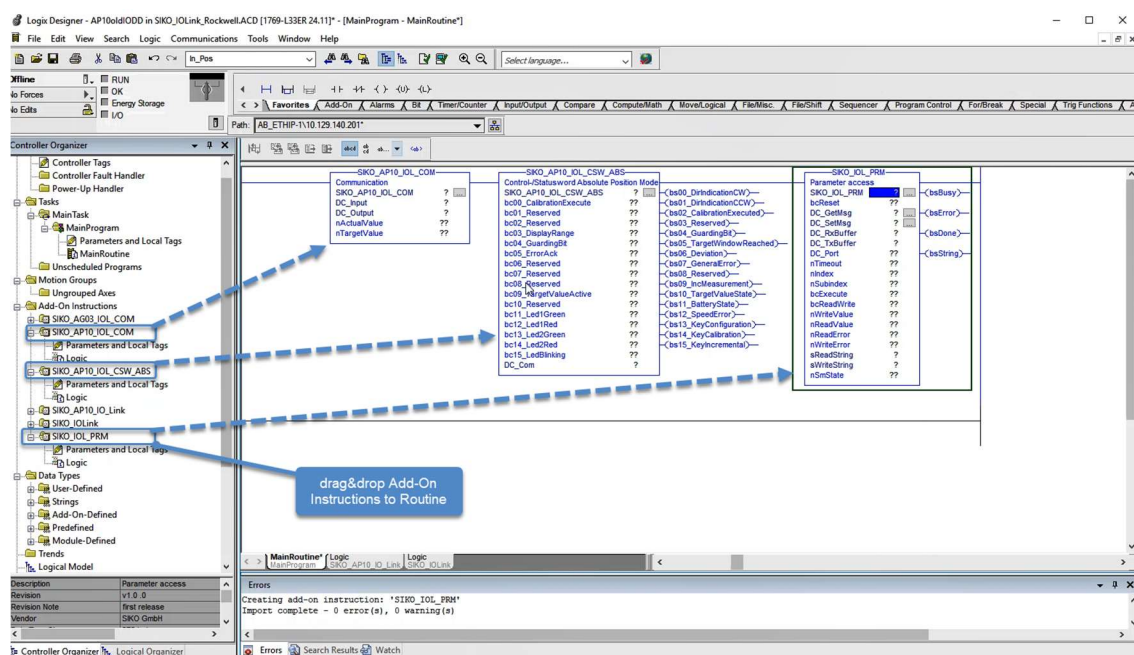 Logix Designer - AP10oldIODD in SIKO_IOLink_Rockwell.ACD [1769-L33ER 24.11]* - [MainProgram - MainRoutine*]
File Edit View Search Logic Communications Tools Window Help
In_Pos
Select language...
Offline RUN
No Forces OK
No Edits Energy Storage
I/O
Favorites Add-On Alarms Bit Timer/Counter Input/Output Compare Compute/Math Move/Logical File/Misc. File/Shift Sequencer Program Control For/Break Special Trig Functions
Path: AB_ETHIP-1\10.129.140.201*
Controller Organizer
Controller Tags
Controller Fault Handler
Power-Up Handler
Tasks
MainTask
MainProgram
Parameters and Local Tags
MainRoutine
Unscheduled Programs
Motion Groups
Ungrouped Axes
Add-On Instructions
SIKO_AG03_IOL_COM
SIKO_AP10_IOL_COM
Parameters and Local Tags
Logic
SIKO_AP10_IOL_CSW_ABS
Parameters and Local Tags
Logic
SIKO_AP10_IO_Link
SIKO_IOLink
SIKO_IOL_PRM
Parameters and Local Tags
Logic
Data Types
User-Defined
Strings
Add-On-Defined
Predefined
Module-Defined
Trends
Logical Model
Description Parameter access
Revision v1.0 .0
Revision Note first release
Vendor SIKO GmbH
Controller Organizer Logical Organizer
SIKO_AP10_IOL_COM
Communication
SIKO_AP10_IOL_COM ? ...
DC_Input ?
DC_Output ?
nActualValue ??
nTargetValue ??
SIKO_AP10_IOL_CSW_ABS
Control-/Statusword Absolute Position Mode
SIKO_AP10_IOL_CSW_ABS ? ... (bs00_DirIndicationCW)
bc00_CalibrationExecute ?? (bs01_DirIndicationCCW)
bc01_Reserved ?? (bs02_CalibrationExecuted)
bc02_Reserved ?? (bs03_Reserved)
bc03_DisplayRange ?? (bs04_GuardingBit)
bc04_GuardingBit ?? (bs05_TargetWindowReached)
bc05_ErrorAck ?? (bs06_Deviation)
bc06_Reserved ?? (bs07_GeneralError)
bc07_Reserved ?? (bs08_Reserved)
bc08_Reserved ?? (bs09_IncMeasurement)
bc09_TargetValueActive ?? (bs10_TargetValueState)
bc10_Reserved ?? (bs11_BatteryState)
bc11_Led1Green ?? (bs12_SpeedError)
bc12_Led1Red ?? (bs13_KeyConfiguration)
bc13_Led2Green ?? (bs14_KeyCalibration)
bc14_Led2Red ?? (bs15_KeyIncremental)
bc15_LedBlinking ??
DC_Com ?
SIKO_IOL_PRM
Parameter access
SIKO_IOL_PRM ? ... (bsBusy)
bcReset ??
DC_GetMsg ? ... (bsError)
DC_SetMsg ? ...
DC_RxBuffer ? (bsDone)
DC_TxBuffer ?
DC_Port ?? (bsString)
nTimeout ??
nIndex ??
nSubindex ??
bcExecute ??
bcReadWrite ??
nWriteValue ??
nReadValue ??
nReadError ??
nWriteError ??
sReadString ?
sWriteString ?
nSmState ??
drag&drop Add-On
Instructions to Routine
MainRoutine* Logic Logic
MainProgram SIKO_AP10_IO_Link SIKO_IOLink
Errors
Creating add-on instruction: 'SIKO_IOL_PRM'
Import complete - 0 error(s), 0 warning(s)
Errors Search Results Watch